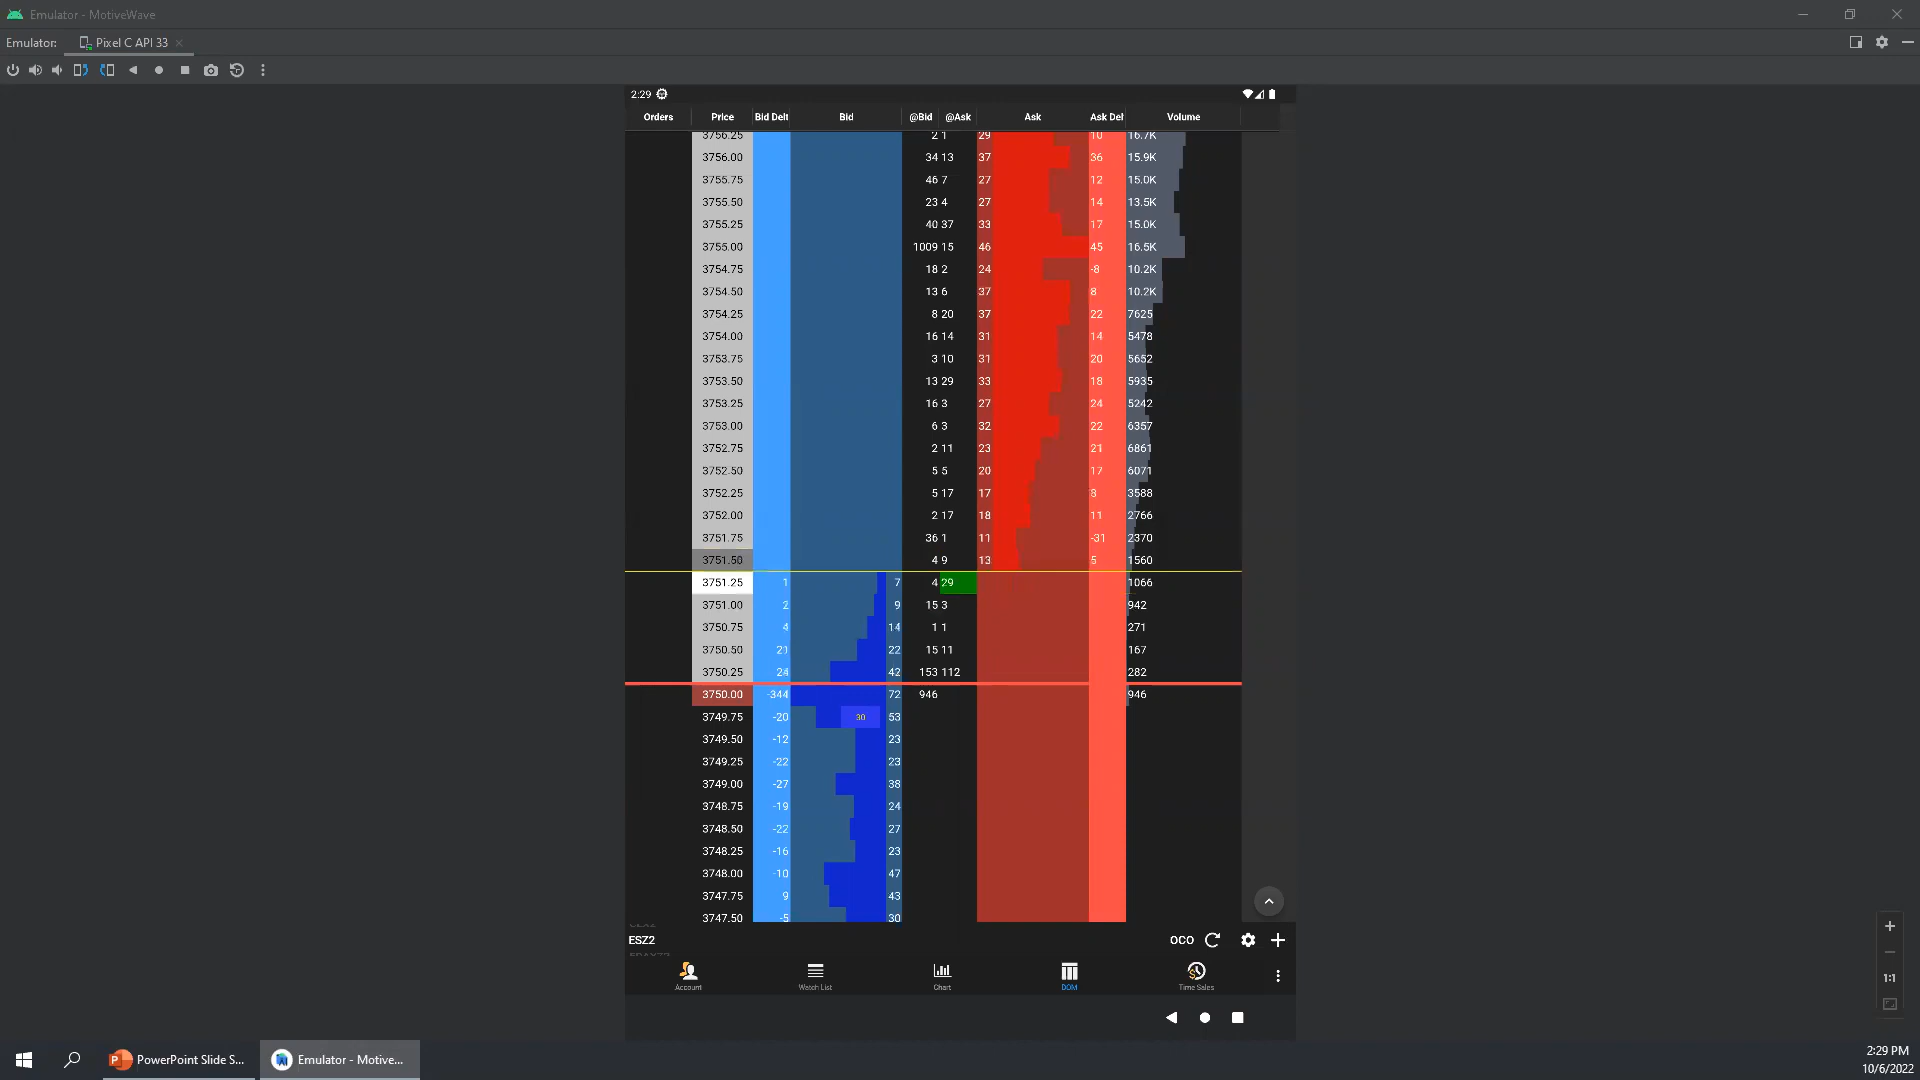 Emulator - MotiveWave
Emulator: Pixel C API 33
2:29
Orders Price Bid Delt Bid @Bid @Ask Ask Ask Del Volume
3756.25 2 1 29 10 16.7K
3756.00 34 13 37 36 15.9K
3755.75 46 7 27 12 15.0K
3755.50 23 4 27 14 13.5K
3755.25 40 37 33 17 15.0K
3755.00 1009 15 46 45 16.5K
3754.75 18 2 24 -8 10.2K
3754.50 13 6 37 8 10.2K
3754.25 8 20 37 22 7625
3754.00 16 14 31 14 5478
3753.75 3 10 31 20 5652
3753.50 13 29 33 18 5935
3753.25 16 3 27 24 5242
3753.00 6 3 32 22 6357
3752.75 2 11 23 21 6861
3752.50 5 5 20 17 6071
3752.25 5 17 17 8 3588
3752.00 2 17 18 11 2766
3751.75 36 1 11 -31 2370
3751.50 4 9 13 5 1560
3751.25 1 7 4 29 1066
3751.00 2 9 15 3 942
3750.75 4 14 1 1 271
3750.50 21 22 15 11 167
3750.25 24 42 153 112 282
3750.00 -344 72 946 946
3749.75 -20 30 53
3749.50 -12 23
3749.25 -22 23
3749.00 -27 38
3748.75 -19 24
3748.50 -22 27
3748.25 -16 23
3748.00 -10 47
3747.75 9 43
3747.50 -5 30
ESZ2 OCO
Account Watch List Chart DOM Time Sales
1:1
PowerPoint Slide S... Emulator - Motive...
2:29 PM
10/6/2022